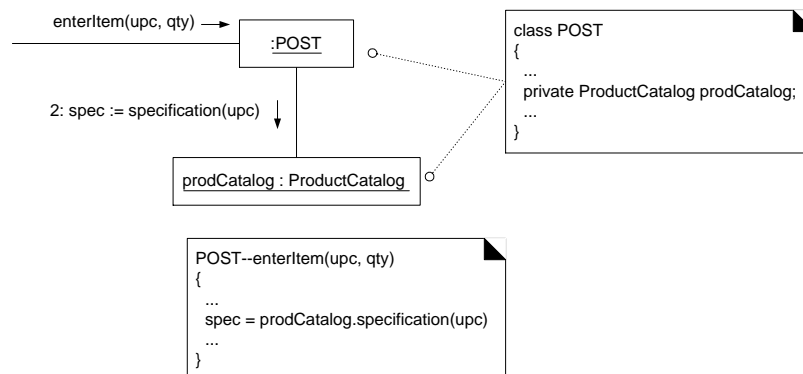 enterItem(upc, qty)
:POST
2: spec := specification(upc)
prodCatalog : ProductCatalog
class POST
{
...
private ProductCatalog prodCatalog;
...
}
POST--enterItem(upc, qty)
{
...
spec = prodCatalog.specification(upc)
...
}